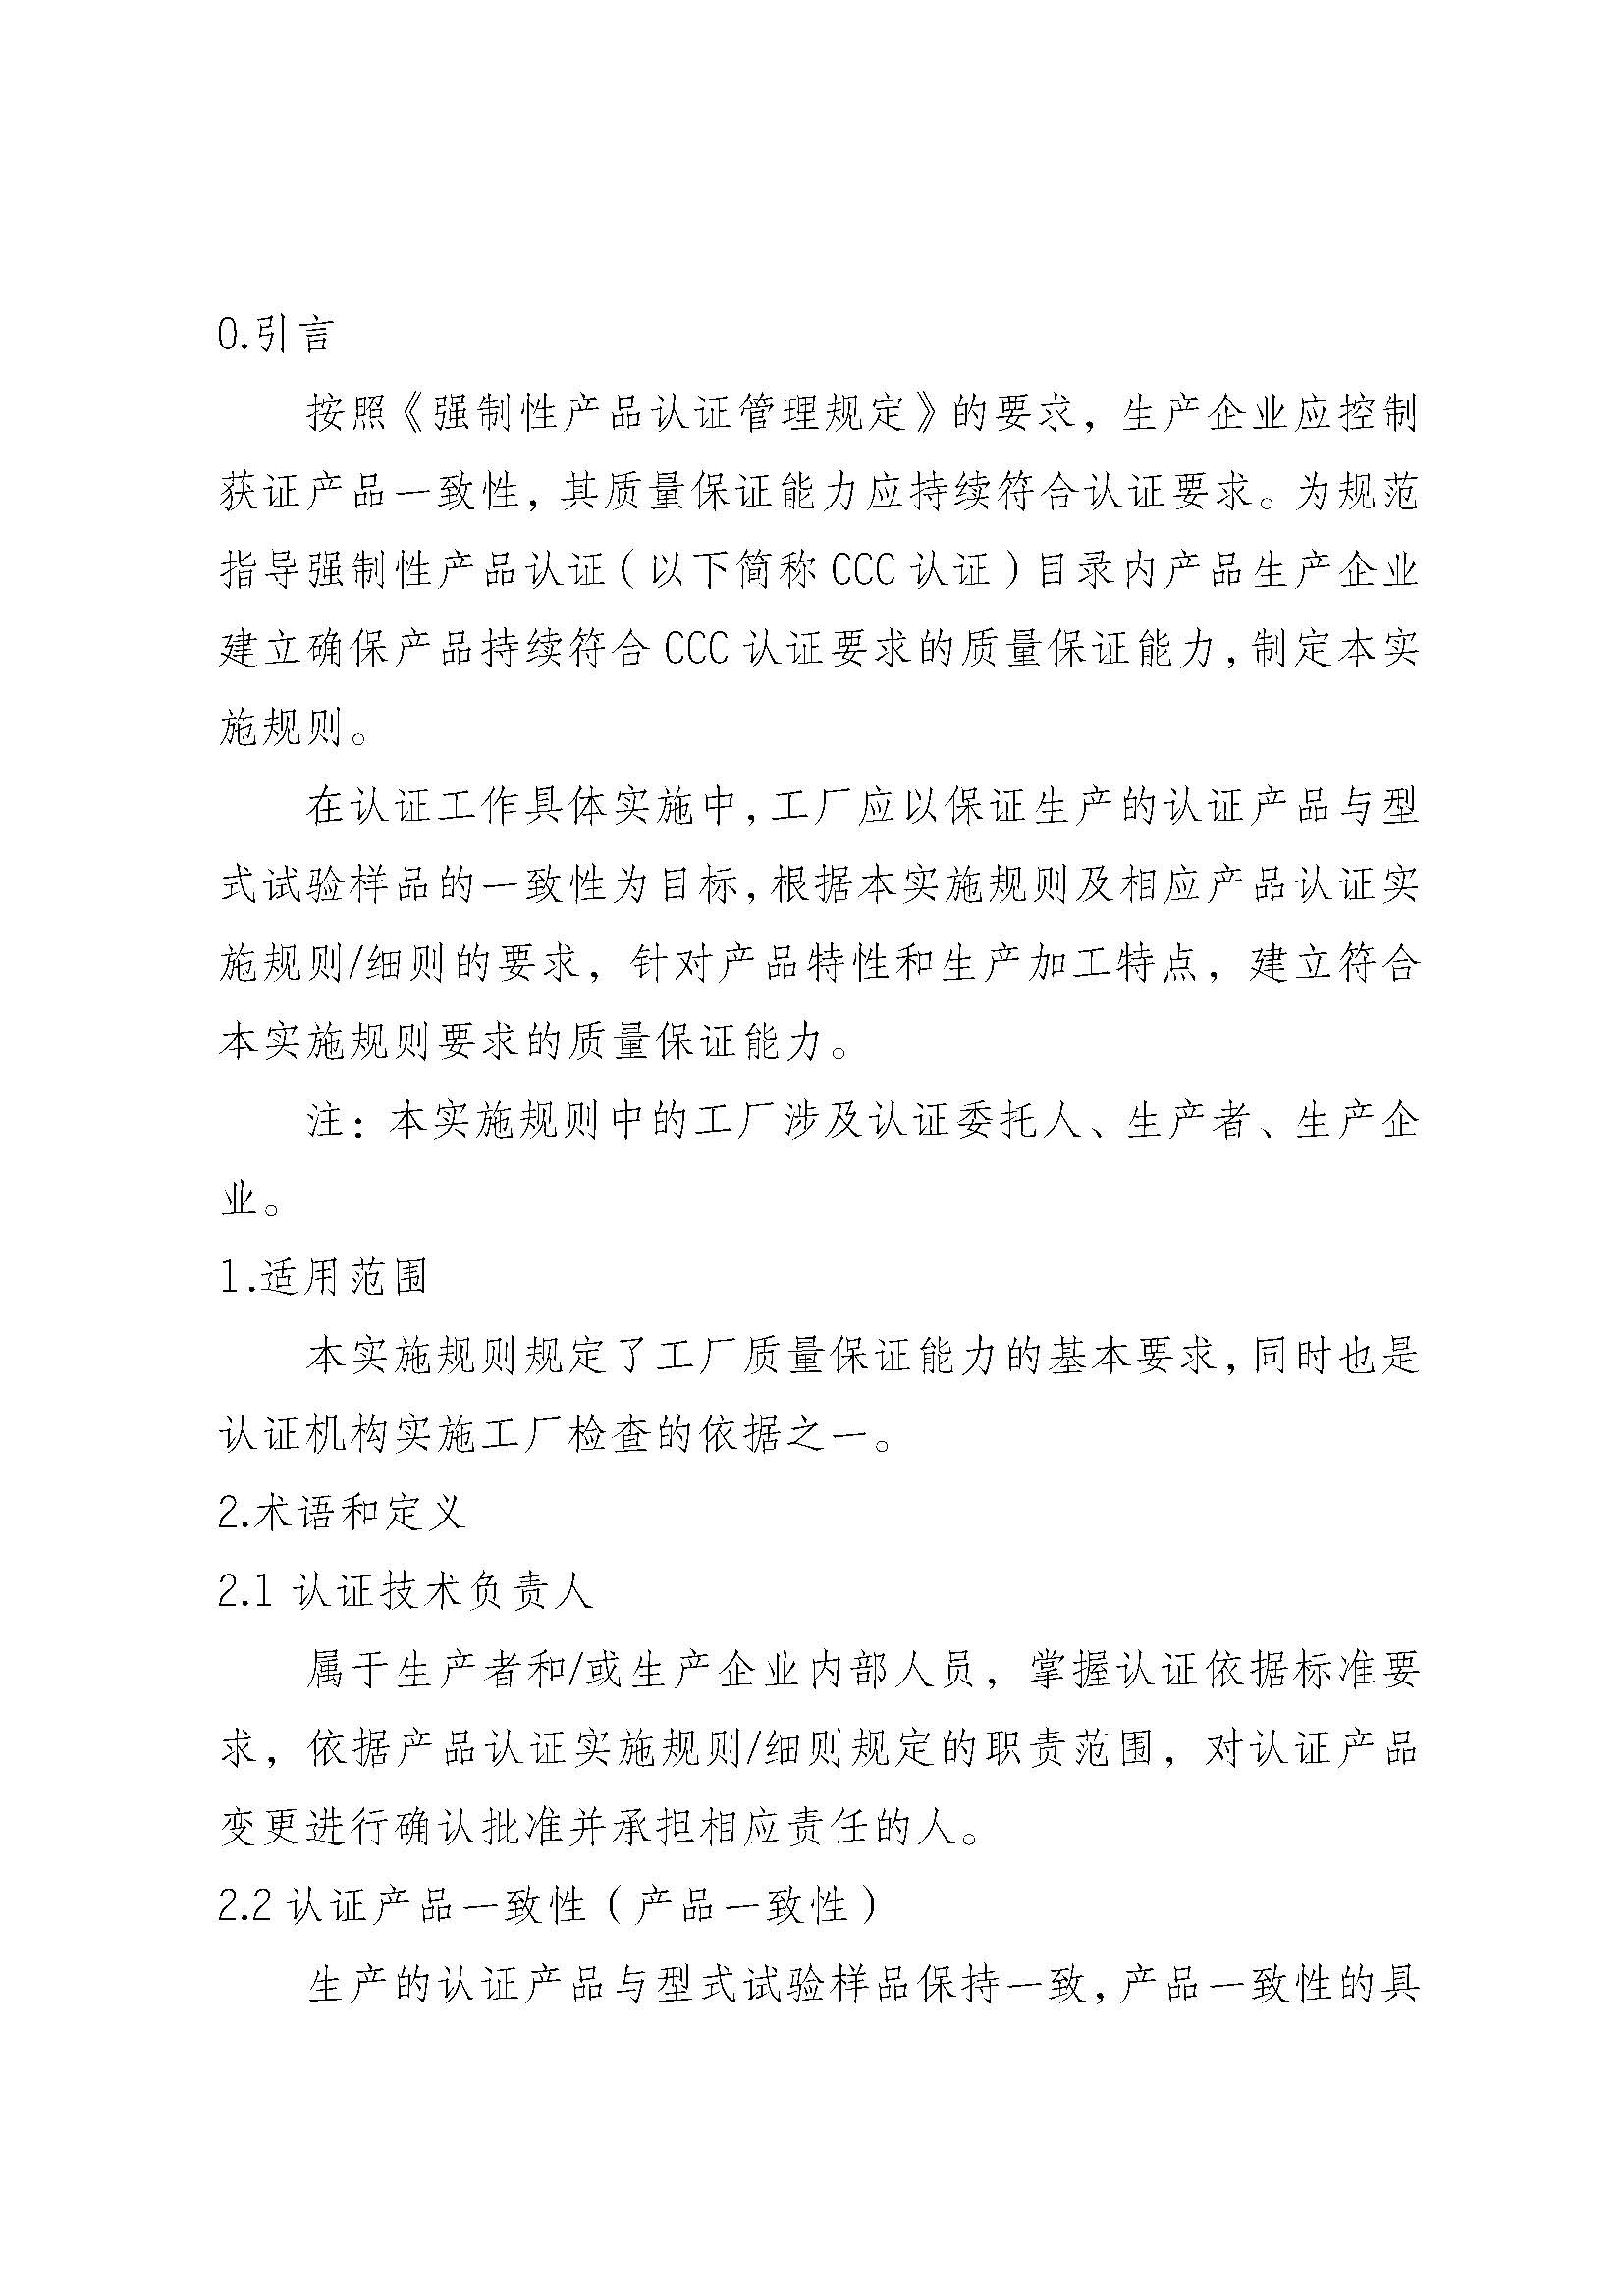 0.引言
按照《强制性产品认证管理规定》的要求，生产企业应控制
获证产品一致性，其质量保证能力应持续符合认证要求。为规范
指导强制性产品认证（以下简称 CCC 认证）目录内产品生产企业
建立确保产品持续符合 CCC 认证要求的质量保证能力，制定本实
施规则。
在认证工作具体实施中，工厂应以保证生产的认证产品与型
式试验样品的一致性为目标，根据本实施规则及相应产品认证实
施规则/细则的要求，针对产品特性和生产加工特点，建立符合
本实施规则要求的质量保证能力。
注：本实施规则中的工厂涉及认证委托人、生产者、生产企
业。
1.适用范围
本实施规则规定了工厂质量保证能力的基本要求，同时也是
认证机构实施工厂检查的依据之一。
2.术语和定义
2.1 认证技术负责人
属于生产者和/或生产企业内部人员，掌握认证依据标准要
求，依据产品认证实施规则/细则规定的职责范围，对认证产品
变更进行确认批准并承担相应责任的人。
2.2 认证产品一致性（产品一致性）
生产的认证产品与型式试验样品保持一致，产品一致性的具